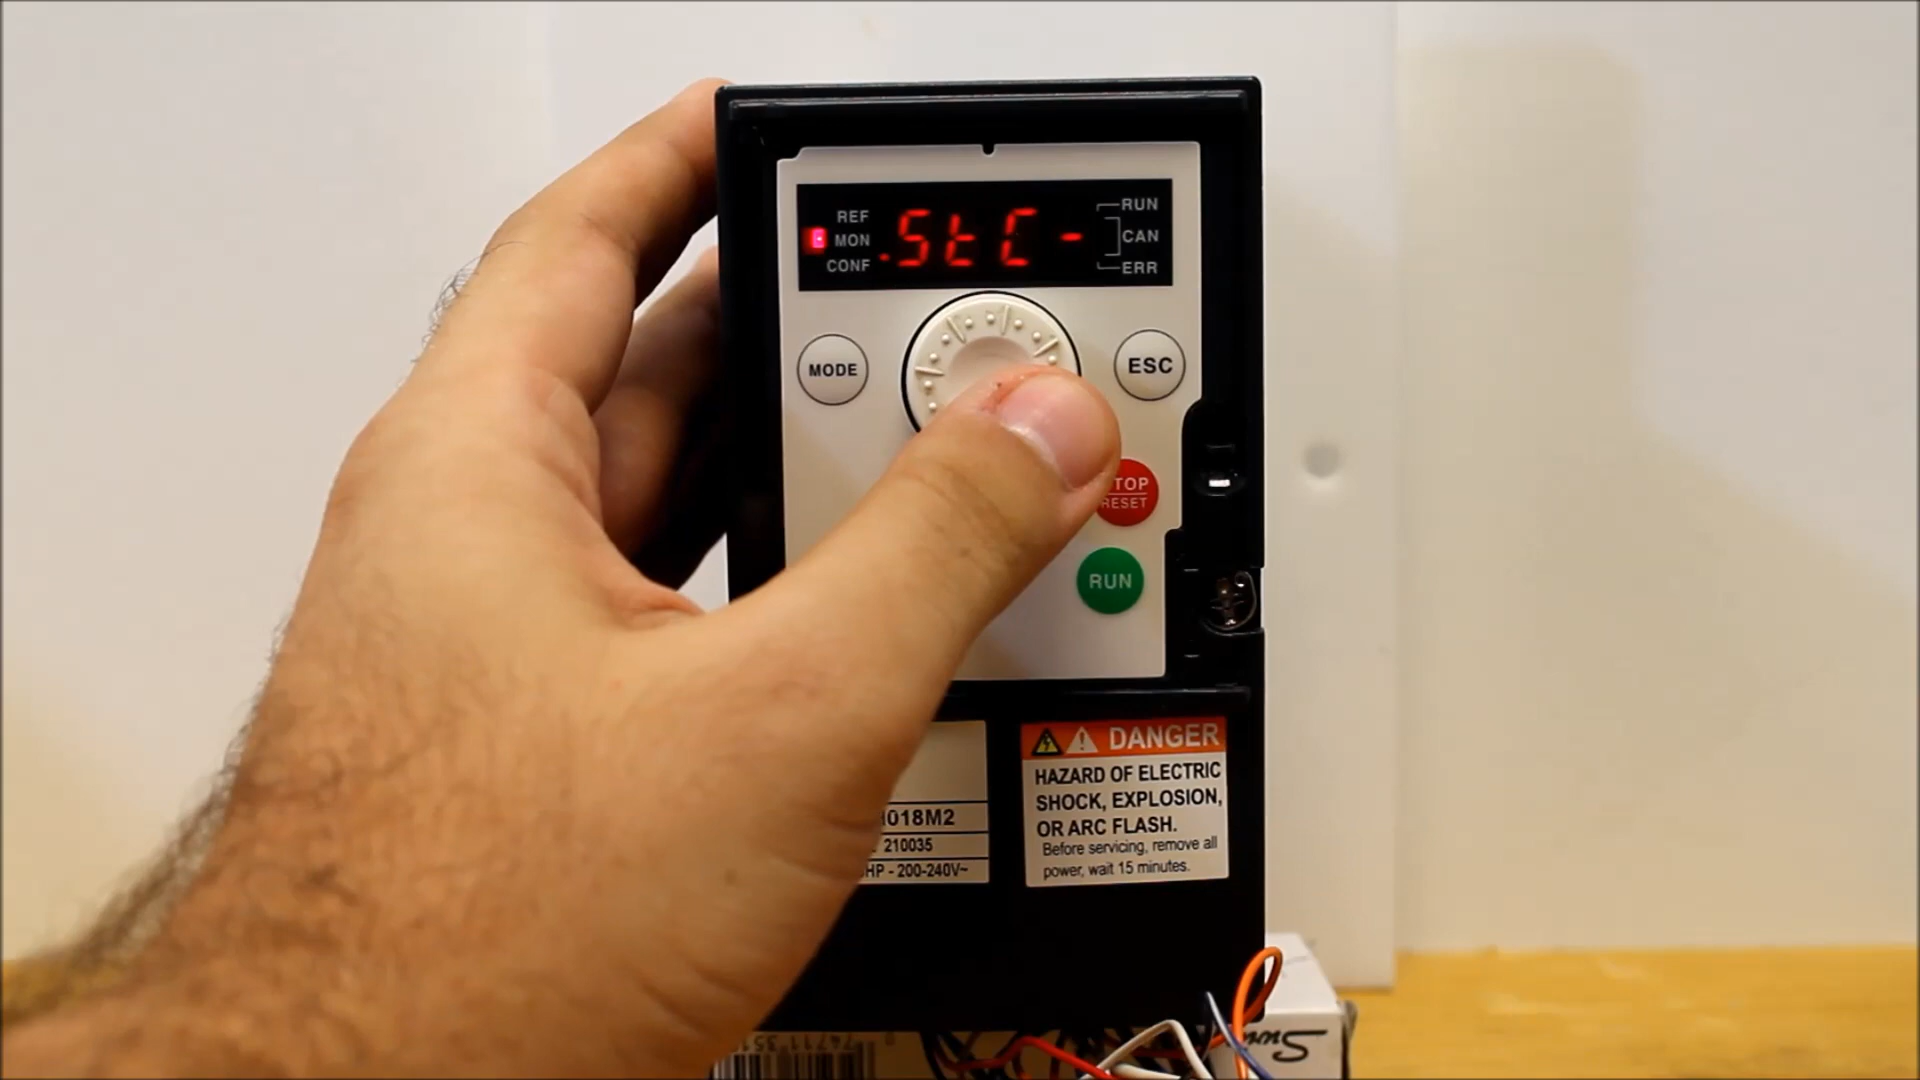 REF
MON
CONF
.StC-
RUN
CAN
ERR
MODE
ESC
TOP
RESET
RUN
018M2
210035
HP - 200-240V~
DANGER
HAZARD OF ELECTRIC
SHOCK, EXPLOSION,
OR ARC FLASH.
Before servicing, remove all
power, wait 15 minutes.